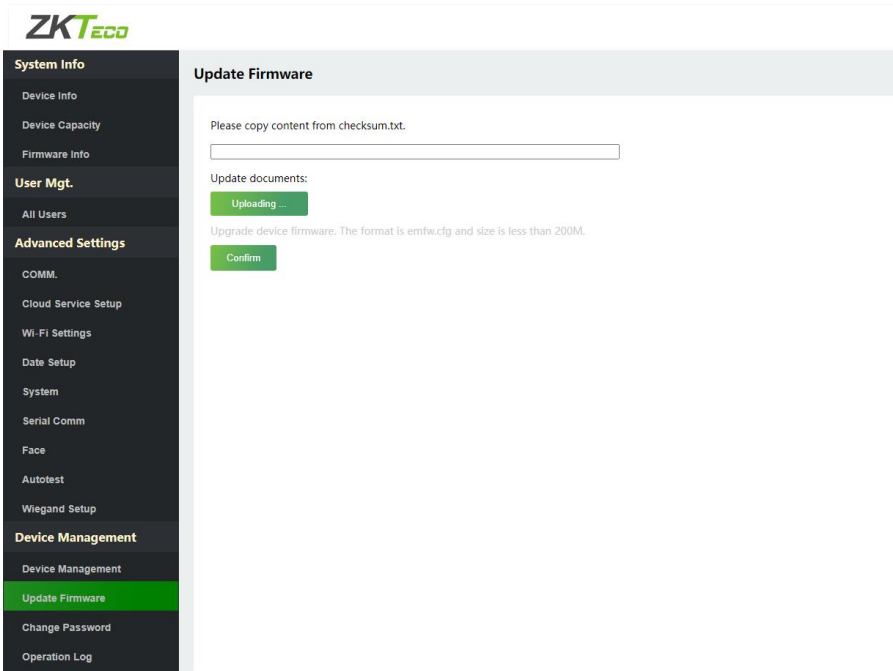 ZKTeco
System Info
Device Info
Device Capacity
Firmware Info
User Mgt.
All Users
Advanced Settings
COMM.
Cloud Service Setup
Wi-Fi Settings
Date Setup
System
Serial Comm
Face
Autotest
Wiegand Setup
Device Management
Device Management
Update Firmware
Change Password
Operation Log
Update Firmware
Please copy content from checksum.txt.
Update documents:
Uploading ...
Upgrade device firmware. The format is emfw.cfg and size is less than 200M.
Confirm